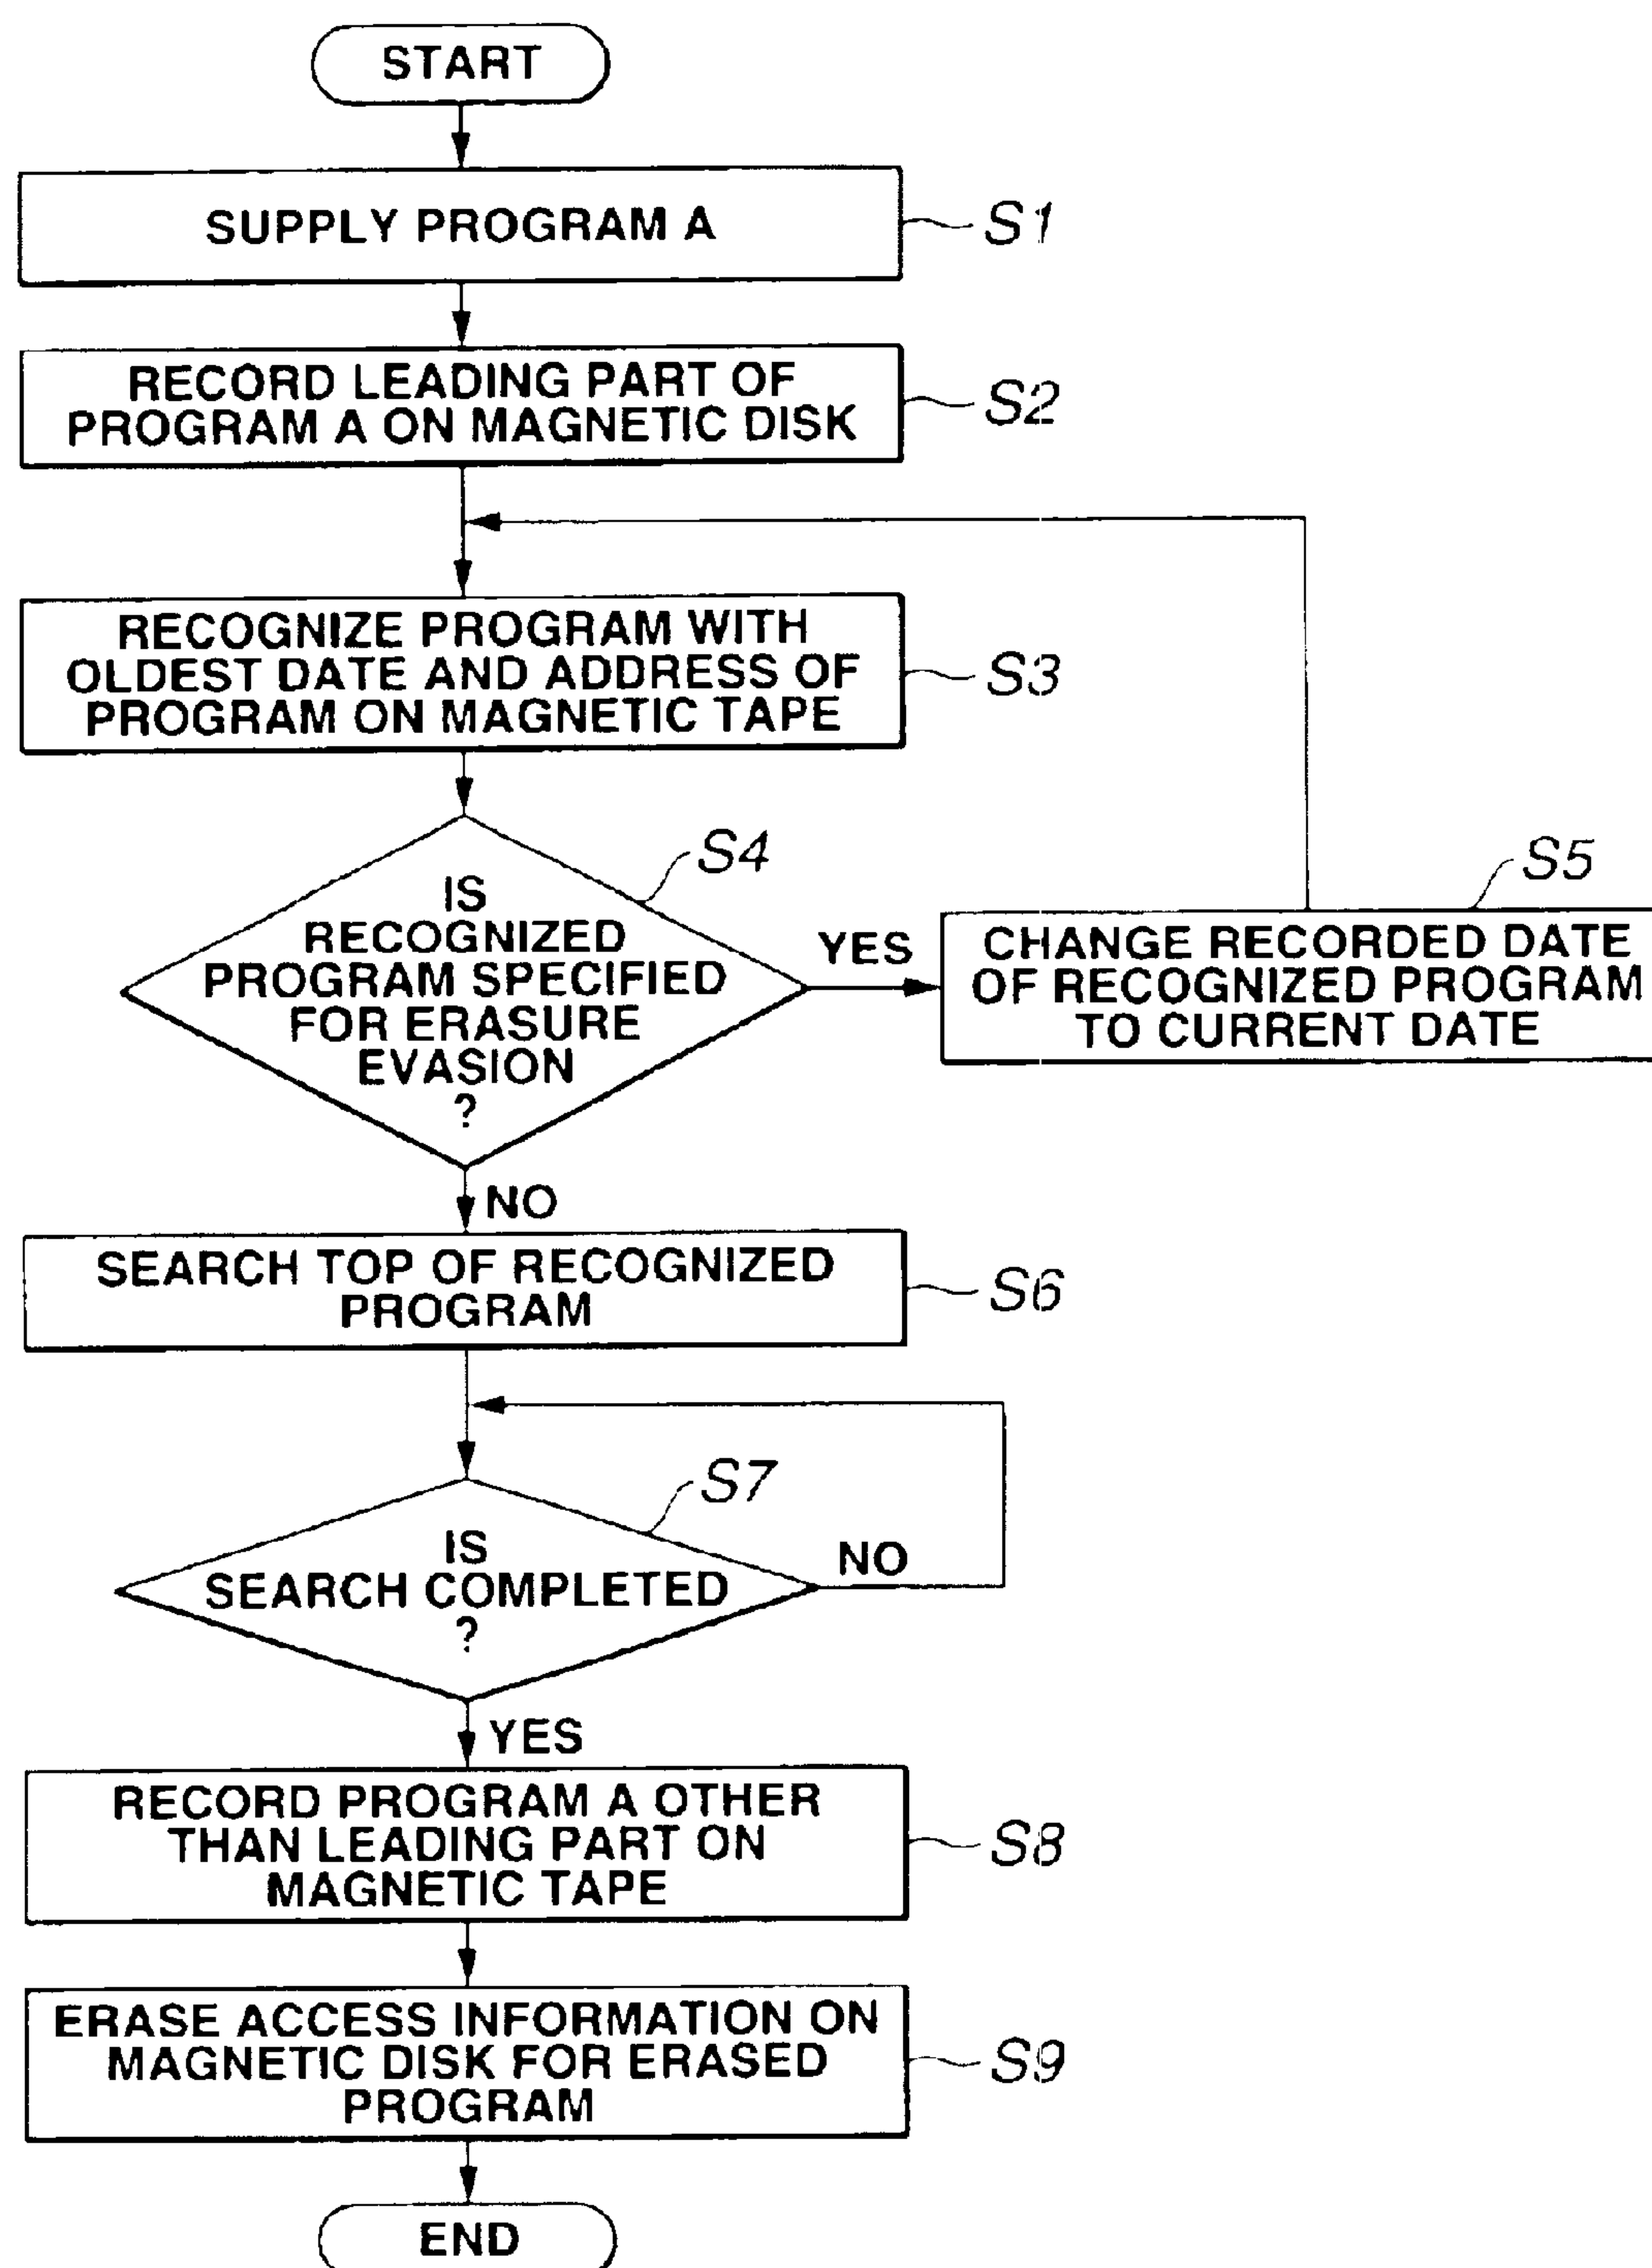 START
SUPPLY PROGRAM A
S1
RECORD LEADING PART OF
PROGRAM A ON MAGNETIC DISK
S2
RECOGNIZE PROGRAM WITH
OLDEST DATE AND ADDRESS OF
PROGRAM ON MAGNETIC TAPE
S3
S4
IS
RECOGNIZED
PROGRAM SPECIFIED
FOR ERASURE
EVASION
?
YES
S5
CHANGE RECORDED DATE
OF RECOGNIZED PROGRAM
TO CURRENT DATE
NO
SEARCH TOP OF RECOGNIZED
PROGRAM
S6
S7
IS
SEARCH COMPLETED
?
NO
YES
RECORD PROGRAM A OTHER
THAN LEADING PART ON
MAGNETIC TAPE
S8
ERASE ACCESS INFORMATION ON
MAGNETIC DISK FOR ERASED
PROGRAM
S9
END